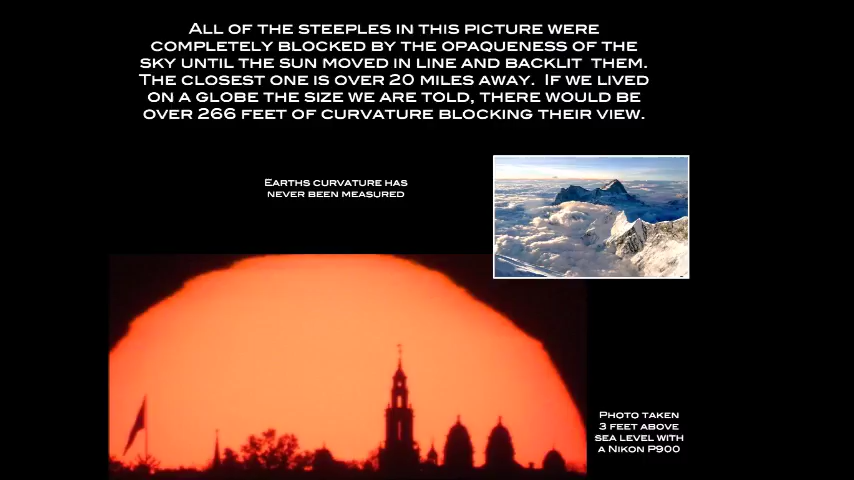 All of the steeples in this picture were
completely blocked by the opaqueness of the
sky until the sun moved in line and backlit them.
The closest one is over 20 miles away. If we lived
on a globe the size we are told, there would be
over 266 feet of curvature blocking their view.
Earths curvature has
never been measured
Photo taken
3 feet above
sea level with
a Nikon P900